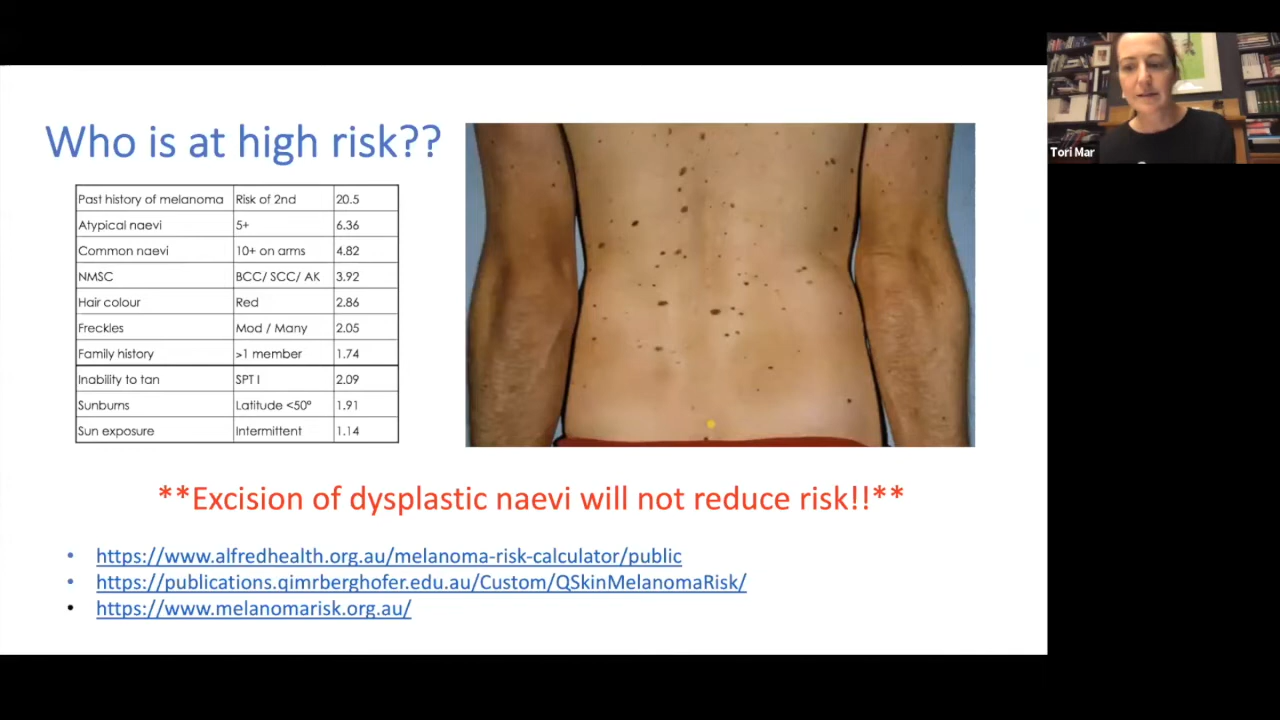 Who is at high risk??
Past history of melanoma Risk of 2nd 20.5
Atypical naevi 5+ 6.36
Common naevi 10+ on arms 4.82
NMSC BCC/ SCC/ AK 3.92
Hair colour Red 2.86
Freckles Mod / Many 2.05
Family history >1 member 1.74
Inability to tan SPT I 2.09
Sunburns Latitude <50° 1.91
Sun exposure Intermittent 1.14
**Excision of dysplastic naevi will not reduce risk!!**
• https://www.alfredhealth.org.au/melanoma-risk-calculator/public
• https://publications.qimrberghofer.edu.au/Custom/QSkinMelanomaRisk/
• https://www.melanomarisk.org.au/
Tori Mar